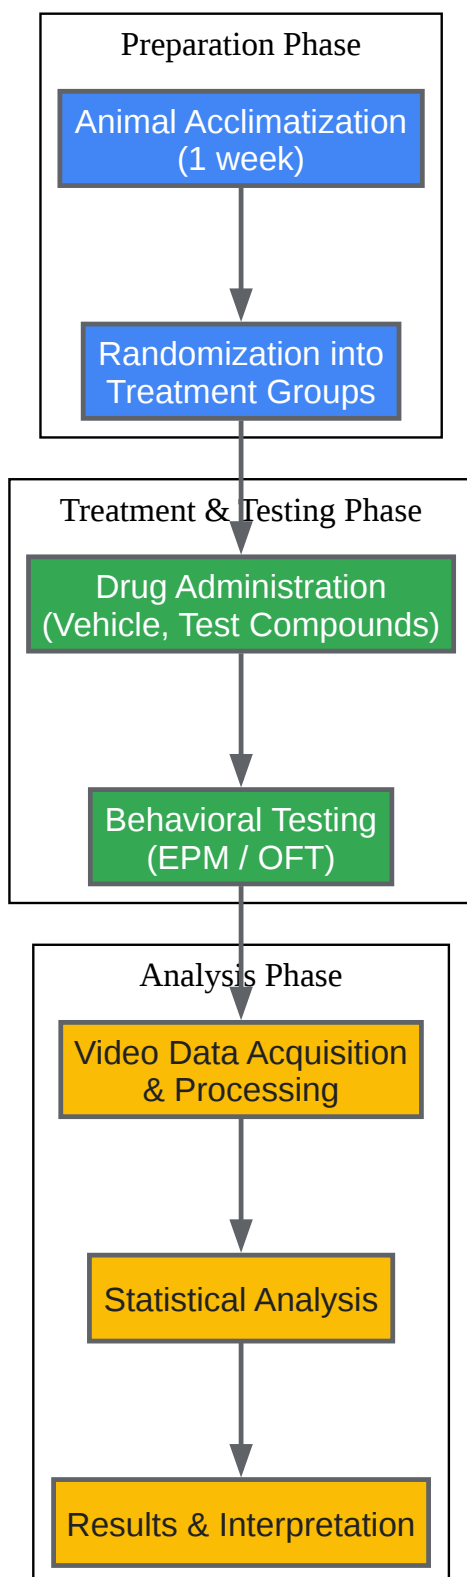 Preparation Phase
Animal Acclimatization
(1 week)
Randomization into
Treatment Groups
Treatment & Testing Phase
Drug Administration
(Vehicle, Test Compounds)
Behavioral Testing
(EPM / OFT)
Analysis Phase
Video Data Acquisition
& Processing
Statistical Analysis
Results & Interpretation